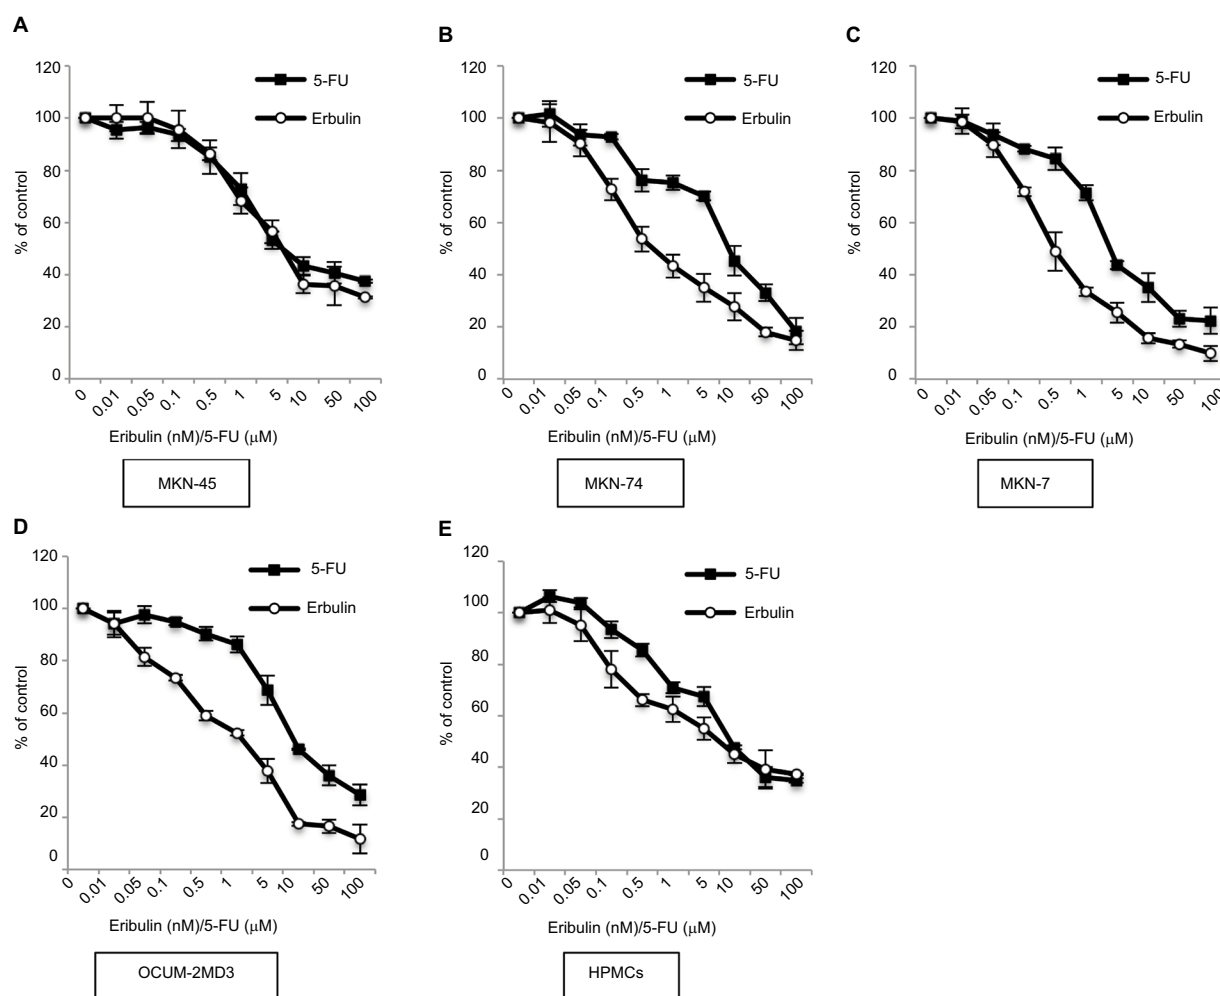 A
120
100
80
60
40
20
0
% of control
5-FU
Erbulin
0 0.01 0.05 0.1 0.5 1 5 10 50 100
Eribulin (nM)/5-FU (μM)
MKN-45
B
120
100
80
60
40
20
0
% of control
5-FU
Erbulin
0 0.01 0.05 0.1 0.5 1 5 10 50 100
Eribulin (nM)/5-FU (μM)
MKN-74
C
120
100
80
60
40
20
0
% of control
5-FU
Erbulin
0 0.01 0.05 0.1 0.5 1 5 10 50 100
Eribulin (nM)/5-FU (μM)
MKN-7
D
120
100
80
60
40
20
0
% of control
5-FU
Erbulin
0 0.01 0.05 0.1 0.5 1 5 10 50 100
Eribulin (nM)/5-FU (μM)
OCUM-2MD3
E
120
100
80
60
40
20
0
% of control
5-FU
Erbulin
0 0.01 0.05 0.1 0.5 1 5 10 50 100
Eribulin (nM)/5-FU (μM)
HPMCs